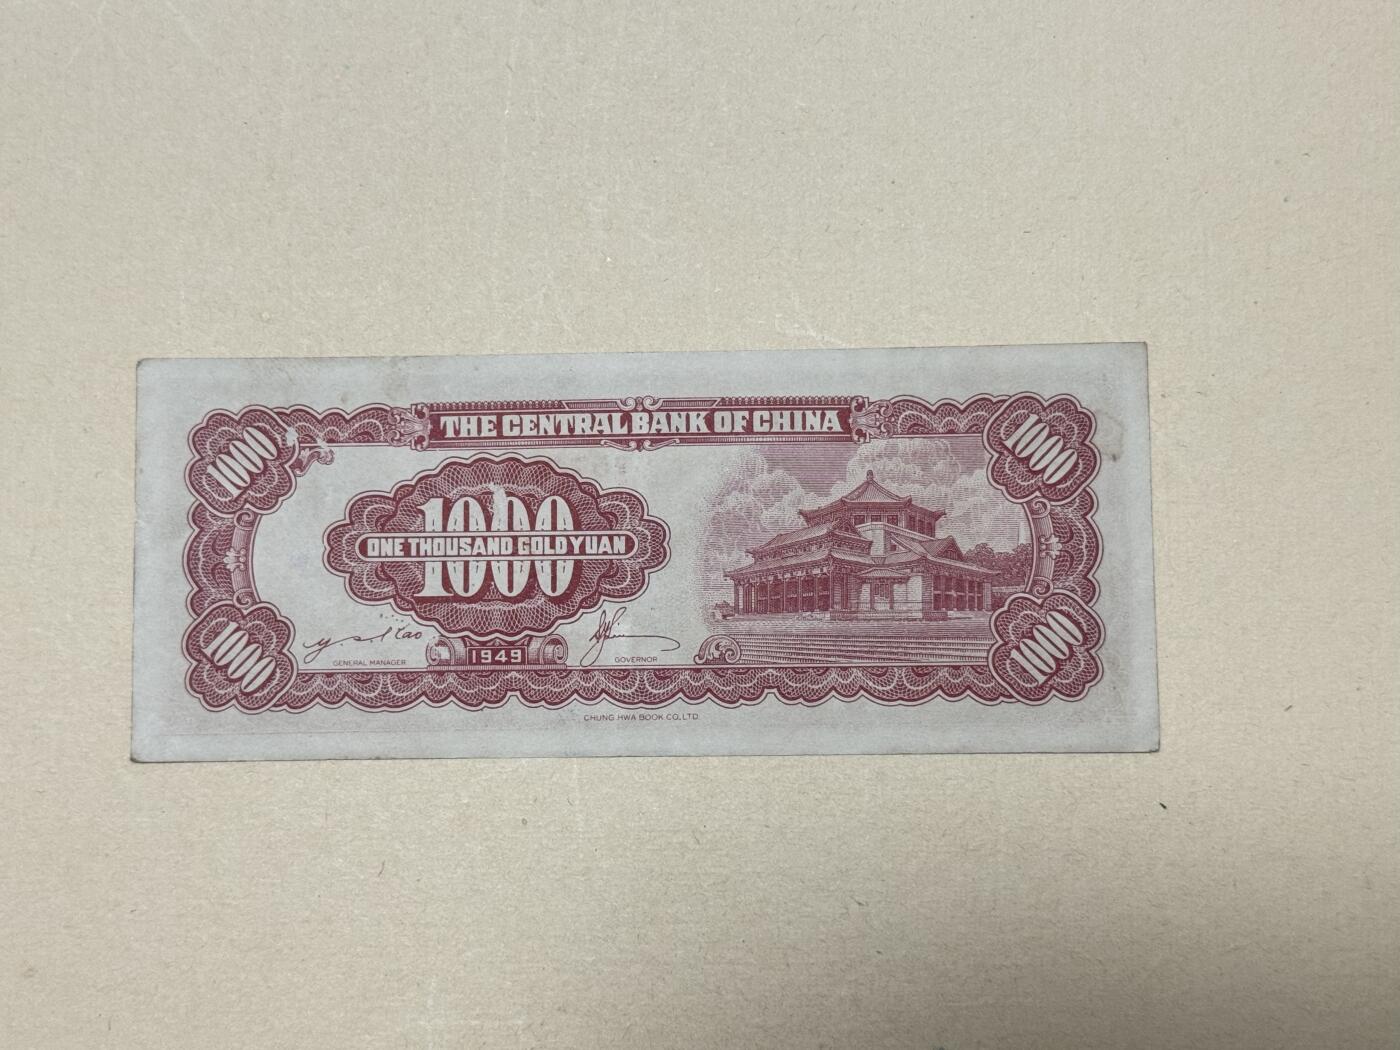 THE CENTRAL BANK OF CHINA
1000
1000
1000
ONE THOUSAND GOLD YUAN
GENERAL MANAGER
1949
GOVERNOR
1000
1000
CHUNG HWA BOOK CO., LTD.